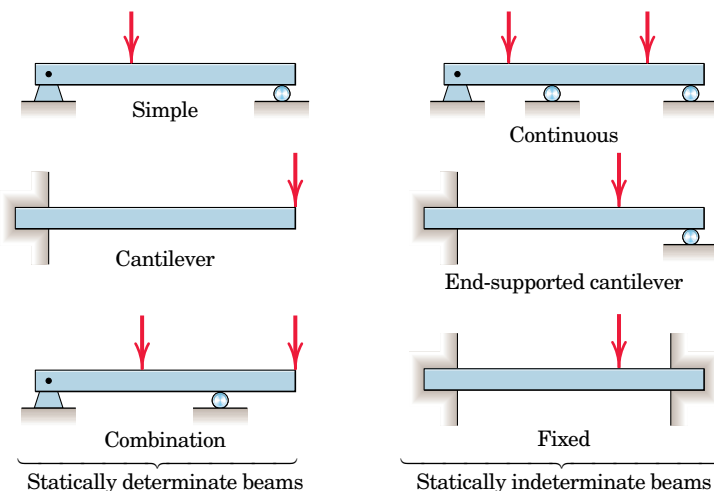 Simple
Continuous
Cantilever
End-supported cantilever
Combination
Fixed
Statically determinate beams
Statically indeterminate beams